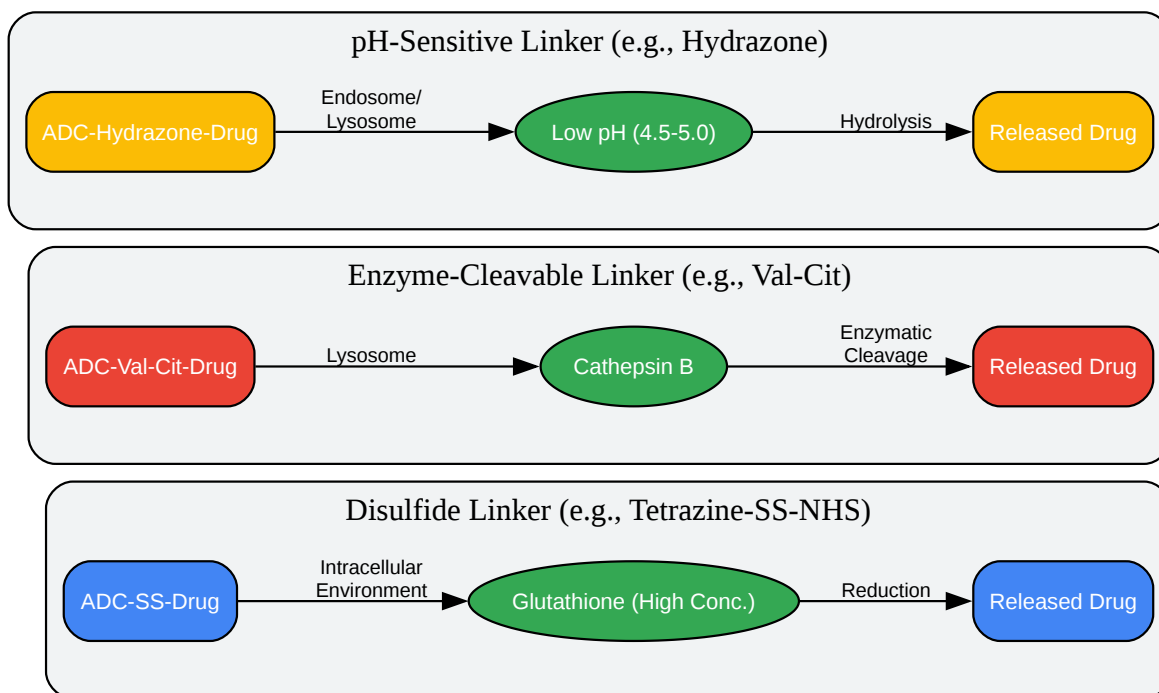 pH-Sensitive Linker (e.g., Hydrazone)
ADC-Hydrazone-Drug
Endosome/
Lysosome
Low pH (4.5-5.0)
Hydrolysis
Released Drug
Enzyme-Cleavable Linker (e.g., Val-Cit)
ADC-Val-Cit-Drug
Lysosome
Cathepsin B
Enzymatic
Cleavage
Released Drug
Disulfide Linker (e.g., Tetrazine-SS-NHS)
ADC-SS-Drug
Intracellular
Environment
Glutathione (High Conc.)
Reduction
Released Drug